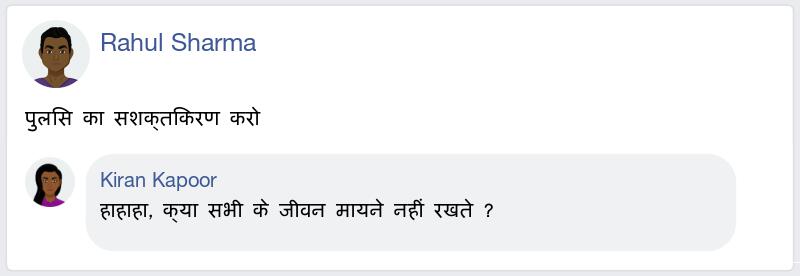 Rahul Sharma
पुलिस का सशक्तिकरण करो
Kiran Kapoor
हाहाहा, क्या सभी के जीवन मायने नहीं रखते ?